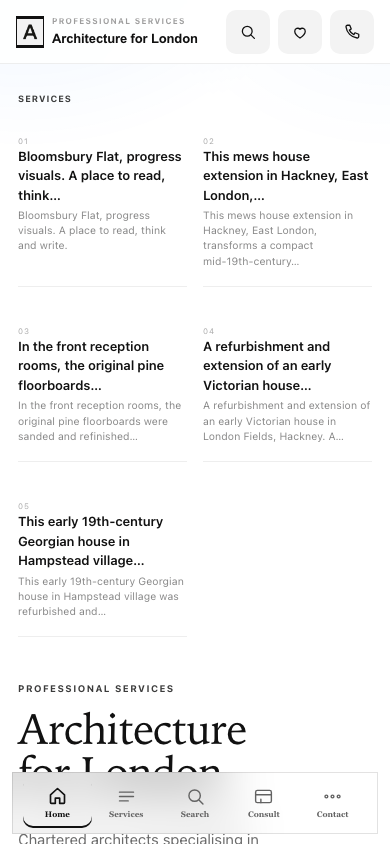 A
PROFESSIONAL SERVICES
Architecture for London
SERVICES
01
Bloomsbury Flat, progress
visuals. A place to read,
think...
Bloomsbury Flat, progress
visuals. A place to read, think
and write.
02
This mews house
extension in Hackney, East
London,...
This mews house extension in
Hackney, East London,
transforms a compact
mid-19th-century...
03
In the front reception
rooms, the original pine
floorboards...
In the front reception rooms, the
original pine floorboards were
sanded and refinished...
04
A refurbishment and
extension of an early
Victorian house...
A refurbishment and extension of
an early Victorian house in
London Fields, Hackney. A...
05
This early 19th-century
Georgian house in
Hampstead village...
This early 19th-century Georgian
house in Hampstead village was
refurbished and...
PROFESSIONAL SERVICES
Architecture
for London
Home
Services
Search
Consult
Contact
Chartered architects specialising in